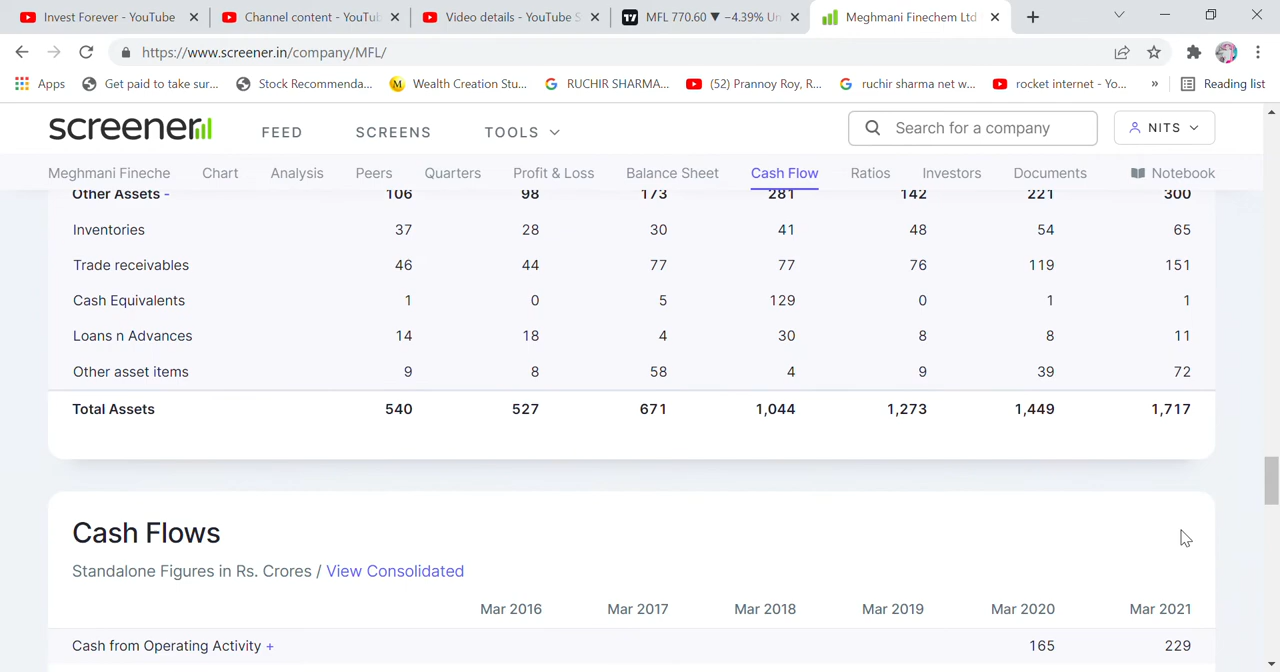 Invest Forever - YouTube Channel content - YouTu Video details - YouTube S MFL 770.60 ▼ −4.39% Un Meghmani Finechem Ltd
https://www.screener.in/company/MFL/
Apps Get paid to take sur... Stock Recommenda... Wealth Creation Stu... RUCHIR SHARMA... (52) Prannoy Roy, R... ruchir sharma net w... rocket internet - Yo... » Reading list
screener FEED SCREENS TOOLS Search for a company NITS
Meghmani Fineche Chart Analysis Peers Quarters Profit & Loss Balance Sheet Cash Flow Ratios Investors Documents Notebook
Other Assets - 106 98 173 281 142 221 300
Inventories 37 28 30 41 48 54 65
Trade receivables 46 44 77 77 76 119 151
Cash Equivalents 1 0 5 129 0 1 1
Loans n Advances 14 18 4 30 8 8 11
Other asset items 9 8 58 4 9 39 72
Total Assets 540 527 671 1,044 1,273 1,449 1,717
Cash Flows
Standalone Figures in Rs. Crores / View Consolidated
Mar 2016 Mar 2017 Mar 2018 Mar 2019 Mar 2020 Mar 2021
Cash from Operating Activity + 165 229